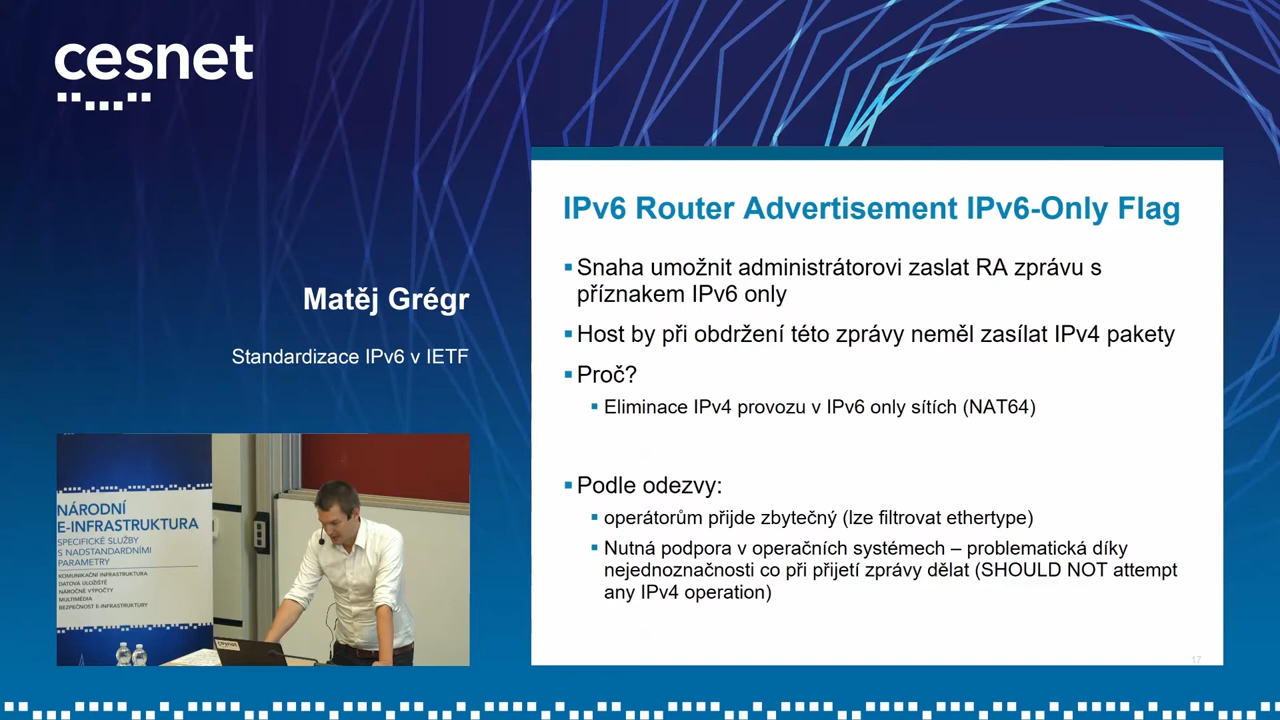 cesnet
Matěj Grégr
Standardizace IPv6 v IETF
IPv6 Router Advertisement IPv6-Only Flag
Snaha umožnit administrátorovi zaslat RA zprávu s
příznakem IPv6 only
Host by při obdržení této zprávy neměl zasílat IPv4 pakety
Proč?
Eliminace IPv4 provozu v IPv6 only sítích (NAT64)
Podle odezvy:
operátorům přijde zbytečný (lze filtrovat ethertype)
Nutná podpora v operačních systémech – problematická díky
nejednoznačnosti co při přijetí zprávy dělat (SHOULD NOT attempt
any IPv4 operation)
17
NÁRODNÍ
E-INFRASTRUKTURA
SPECIFICKÉ SLUŽBY
S NADSTANDARDNÍMI
PARAMETRY
KOMUNIKAČNÍ INFRASTRUKTURA
DATOVÁ ÚLOŽIŠTĚ
NÁROČNÉ VÝPOČTY
MULTIMÉDIA
BEZPEČNOST E-INFRASTRUKTURY
cesnet